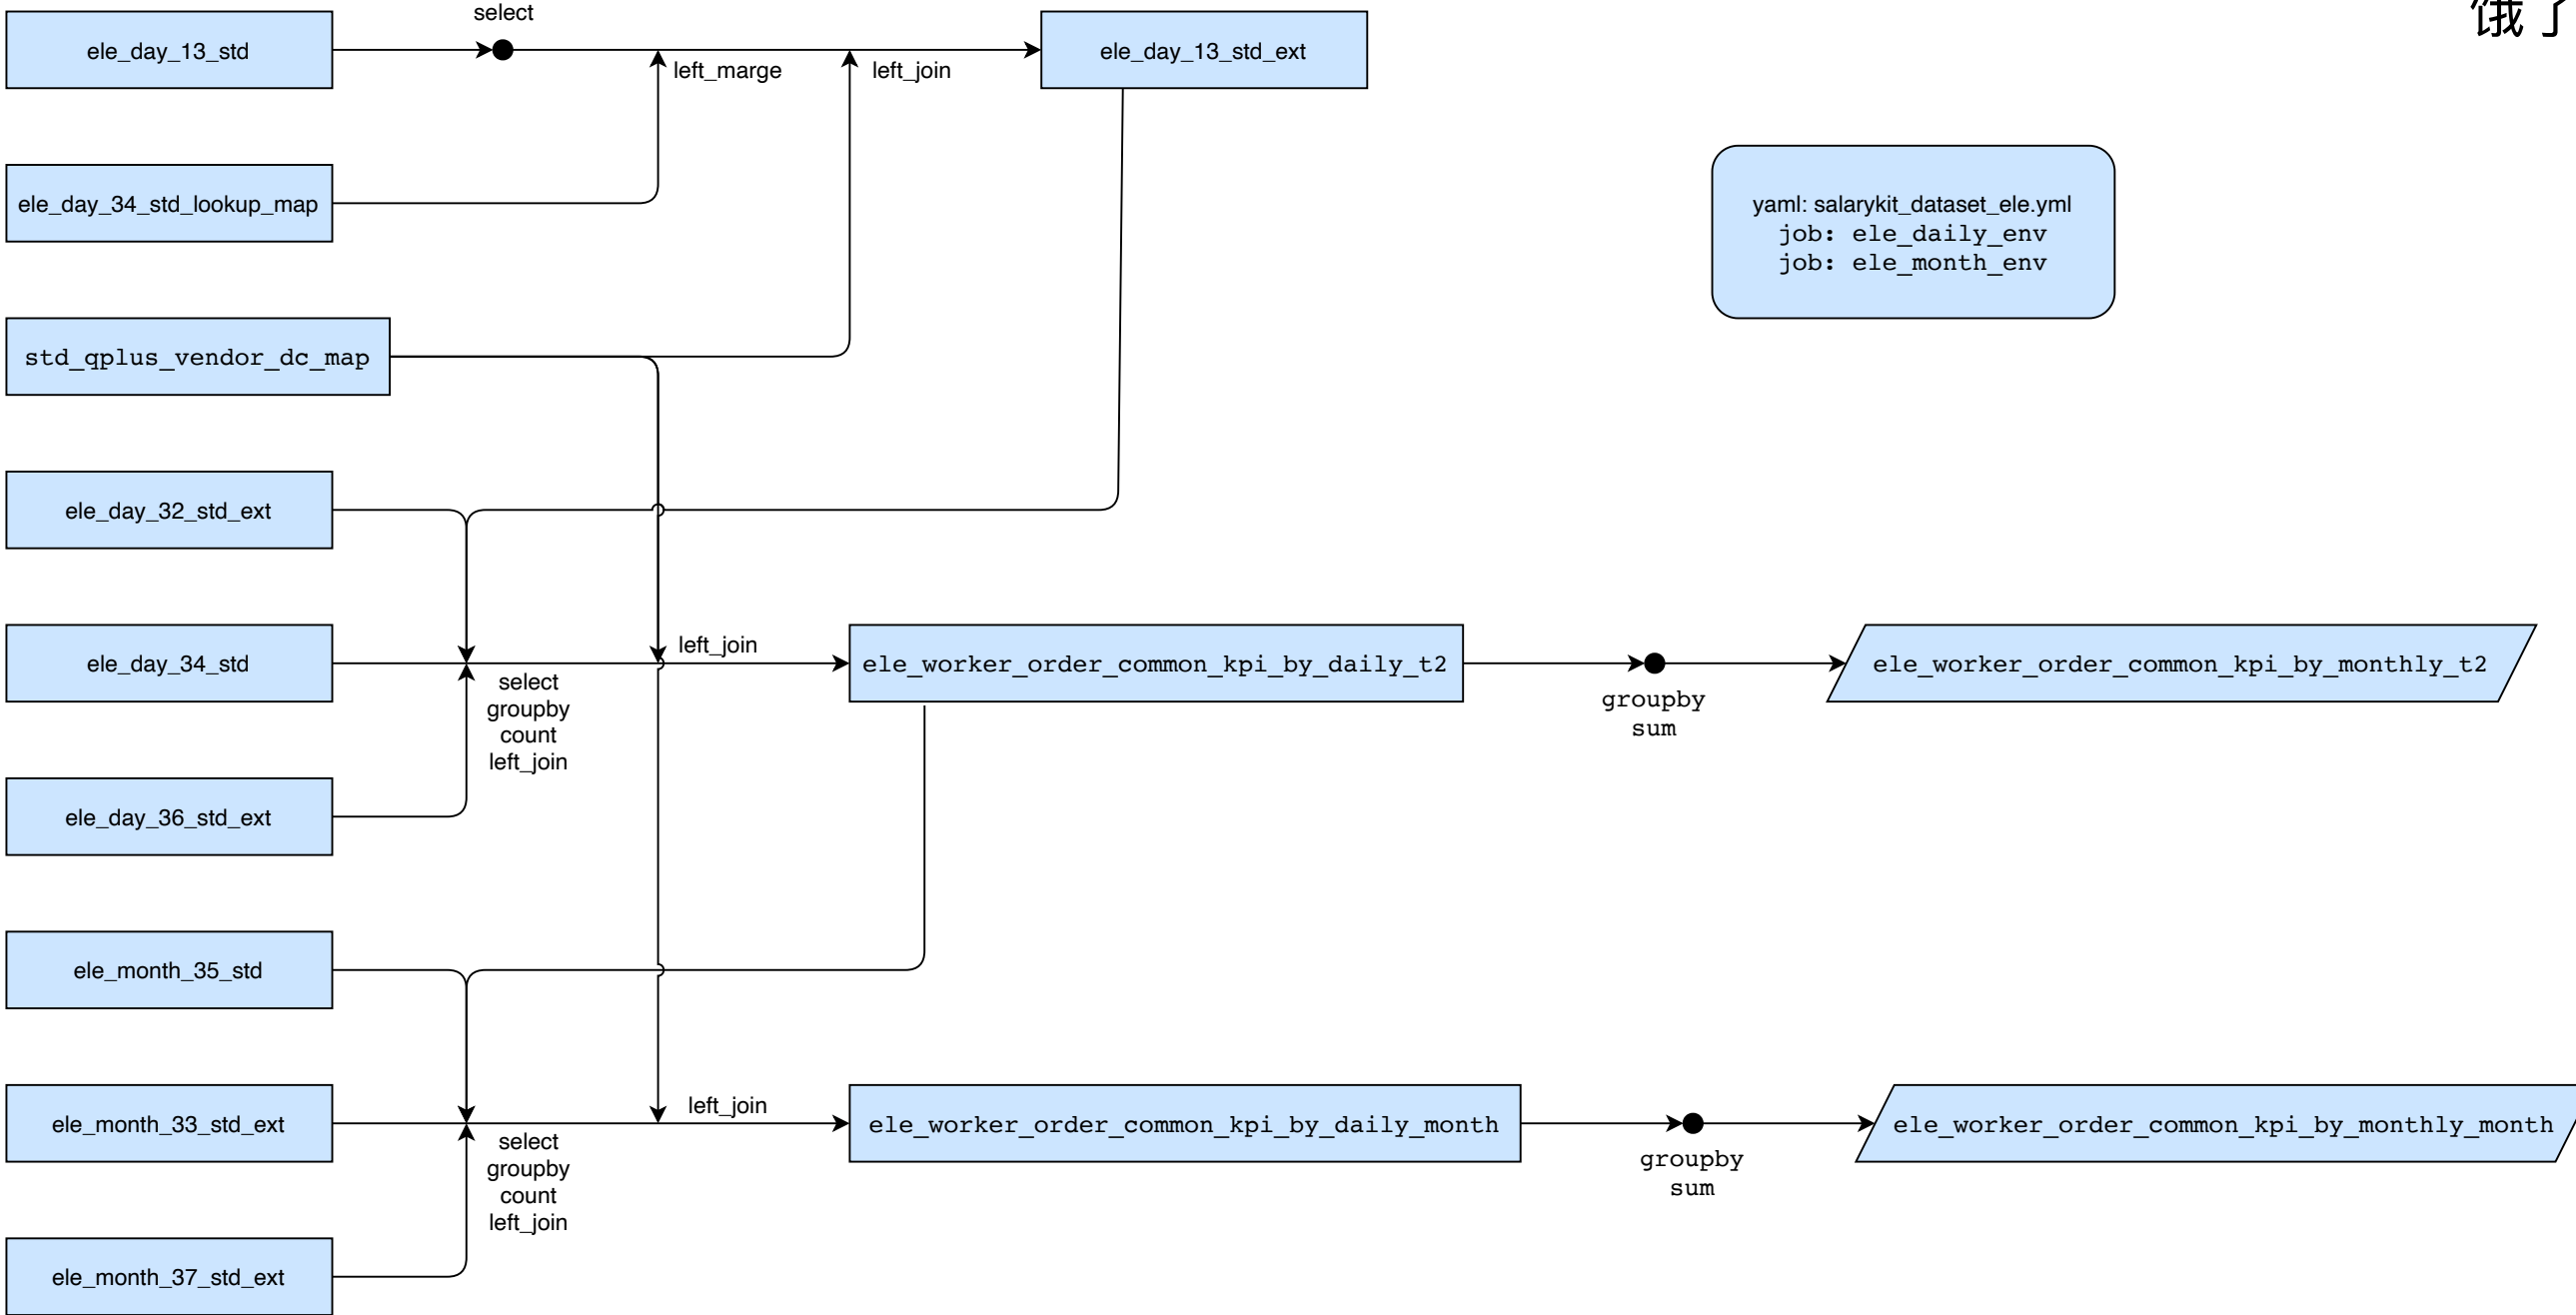 饿了
select
ele_day_13_std
ele_day_13_std_ext
left_marge
left_join
ele_day_34_std_lookup_map
yaml: salarykit_dataset_ele.yml
job: ele_daily_env
job: ele_month_env
std_qplus_vendor_dc_map
ele_day_32_std_ext
ele_day_34_std
left_join
ele_worker_order_common_kpi_by_daily_t2
ele_worker_order_common_kpi_by_monthly_t2
select
groupby
count
left_join
groupby
sum
ele_day_36_std_ext
ele_month_35_std
ele_month_33_std_ext
left_join
ele_worker_order_common_kpi_by_daily_month
ele_worker_order_common_kpi_by_monthly_month
select
groupby
count
left_join
groupby
sum
ele_month_37_std_ext